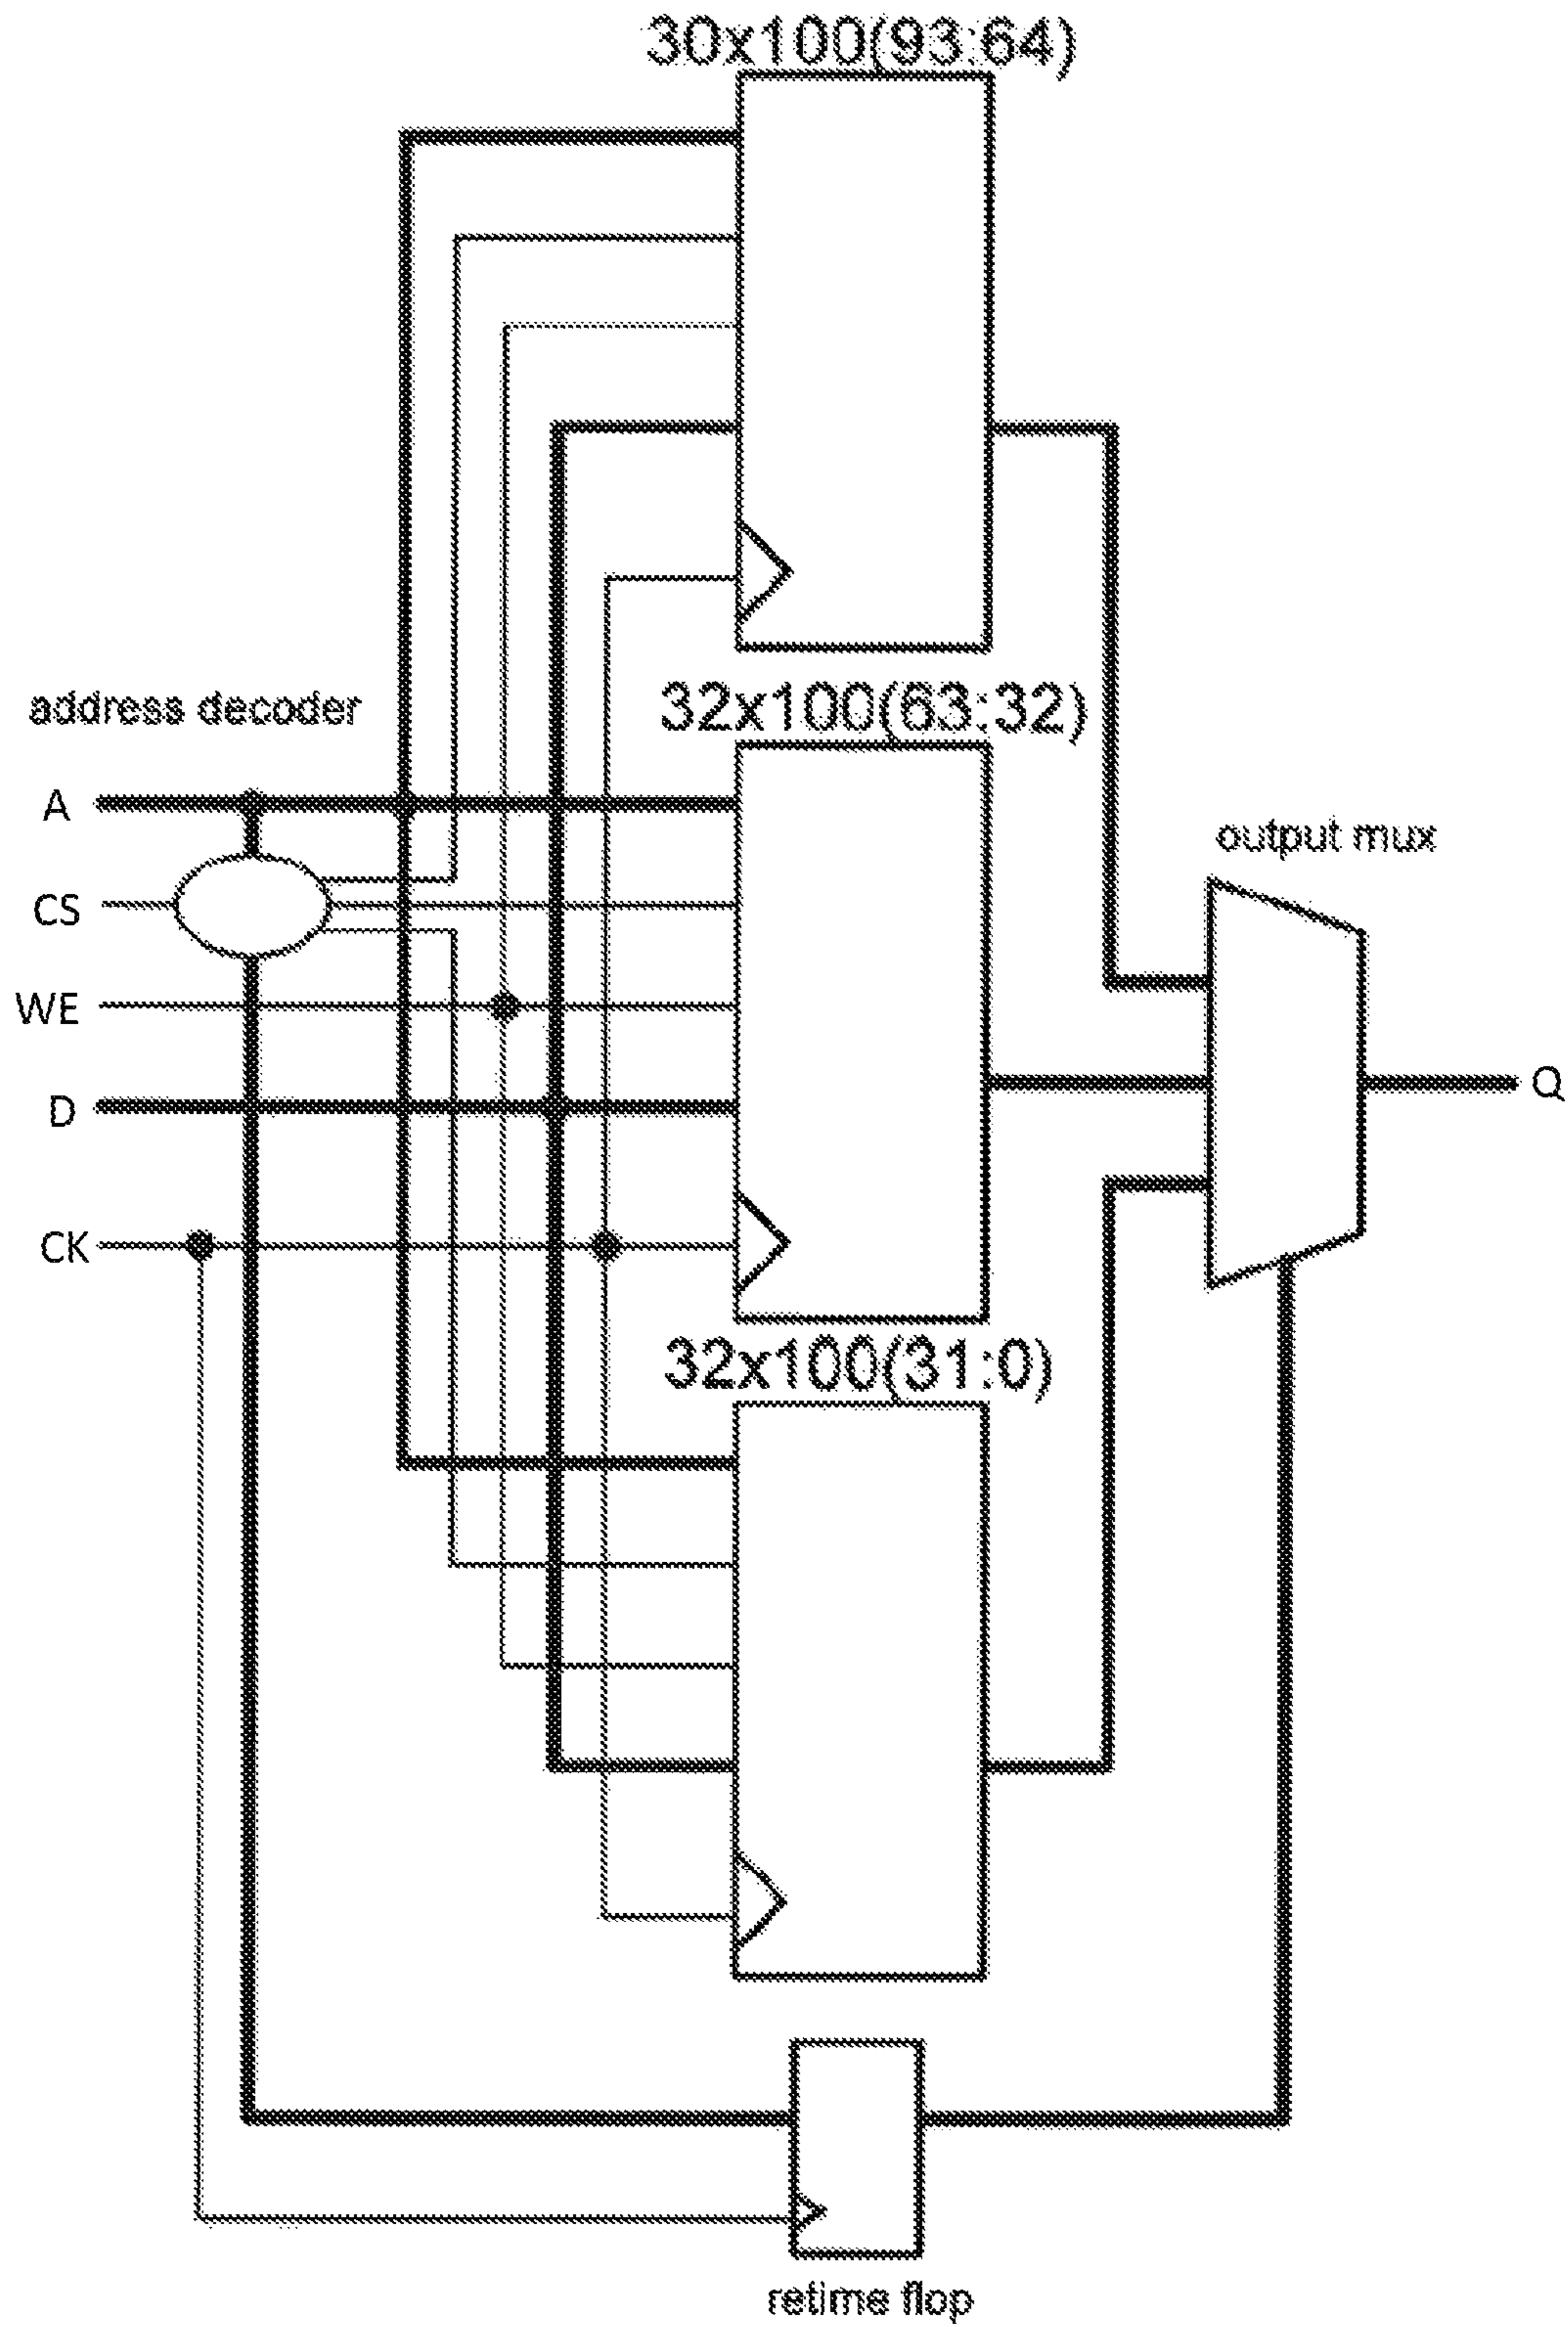 30x100(93:64)
address decoder
32x100(63:32)
A
output mux
CS
WE
Q
D
CK
32x100(31:0)
retime flop